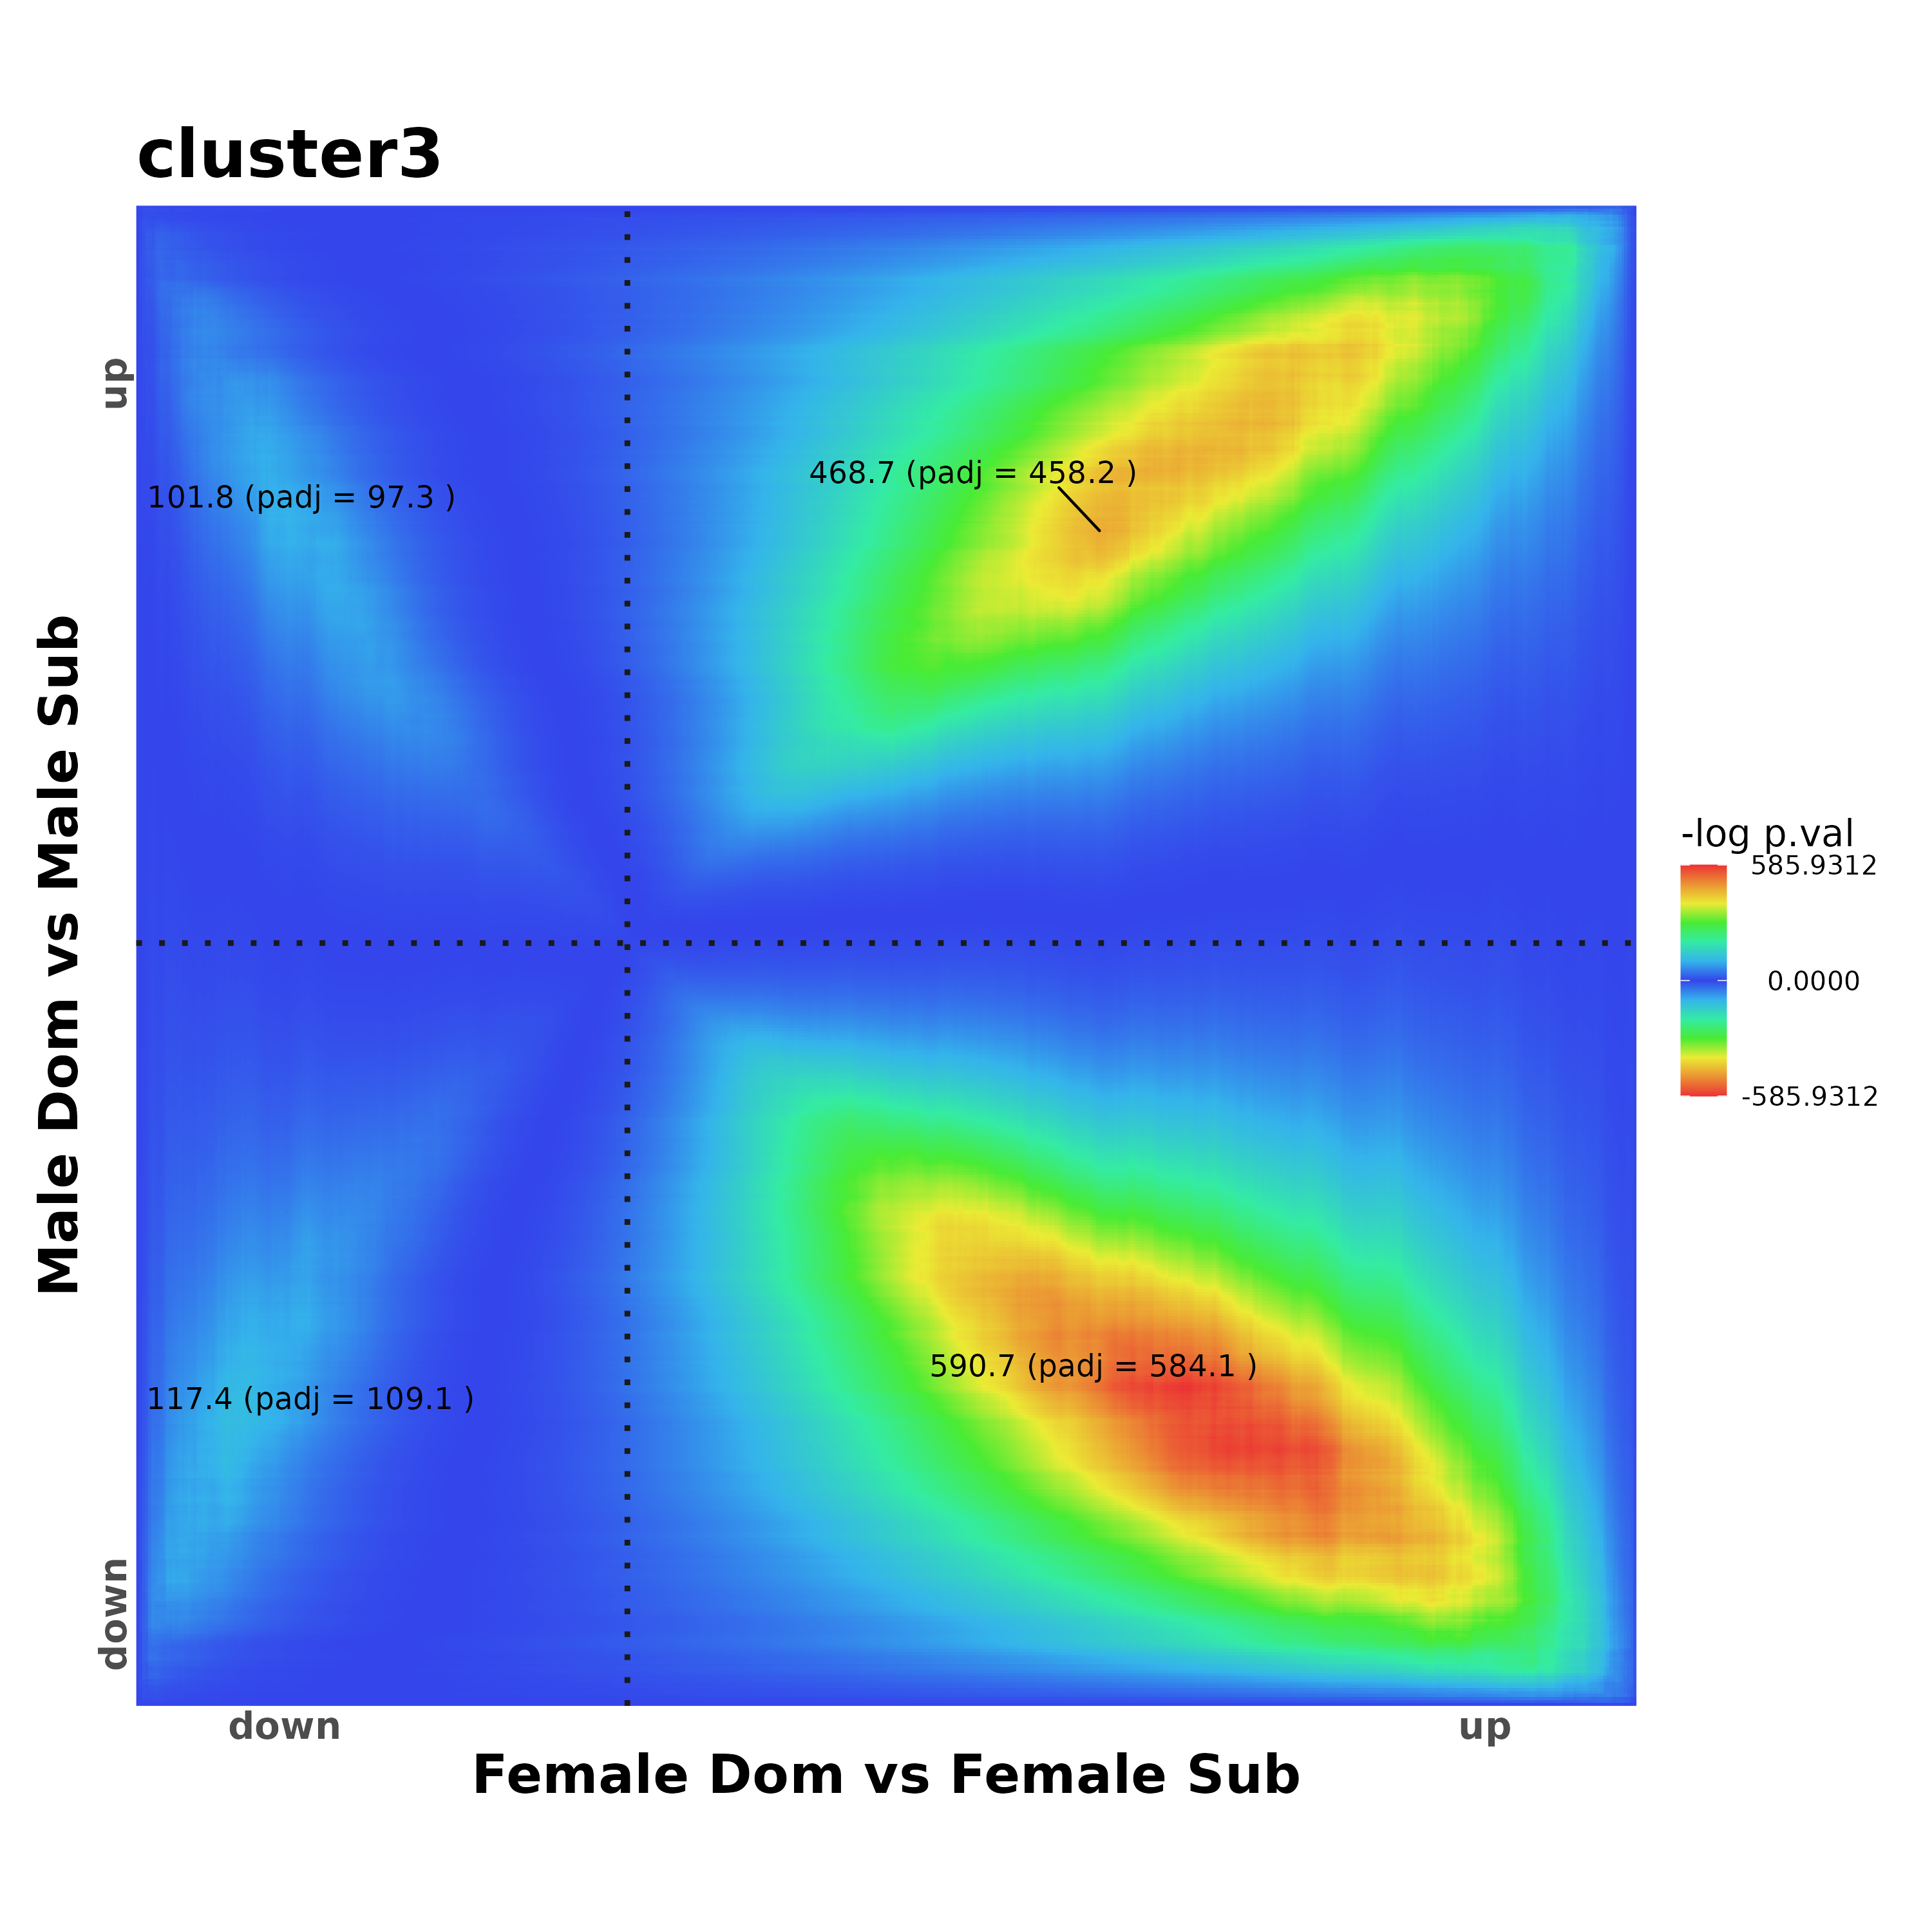 cluster3
up
101.8 (padj = 97.3 )
468.7 (padj = 458.2 )
Male Dom vs Male Sub
-log p.val
585.9312
0.0000
-585.9312
590.7 (padj = 584.1 )
117.4 (padj = 109.1 )
down
down
up
Female Dom vs Female Sub